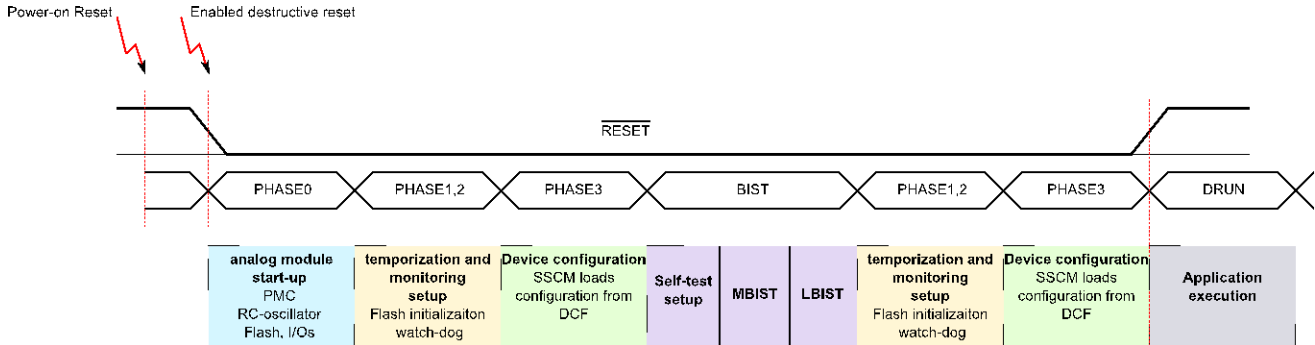 Power-on Reset
Enabled destructive reset
RESET
PHASE0
PHASE1,2
PHASE3
BIST
PHASE1,2
PHASE3
DRUN
analog module
start-up
PMC
RC-oscillator
Flash, I/Os
temporization and
monitoring
setup
Flash initializaiton
watch-dog
Device configuration
SSCM loads
configuration from
DCF
Self-test
setup
MBIST
LBIST
temporization and
monitoring
setup
Flash initializaiton
watch-dog
Device configuration
SSCM loads
configuration from
DCF
Application
execution